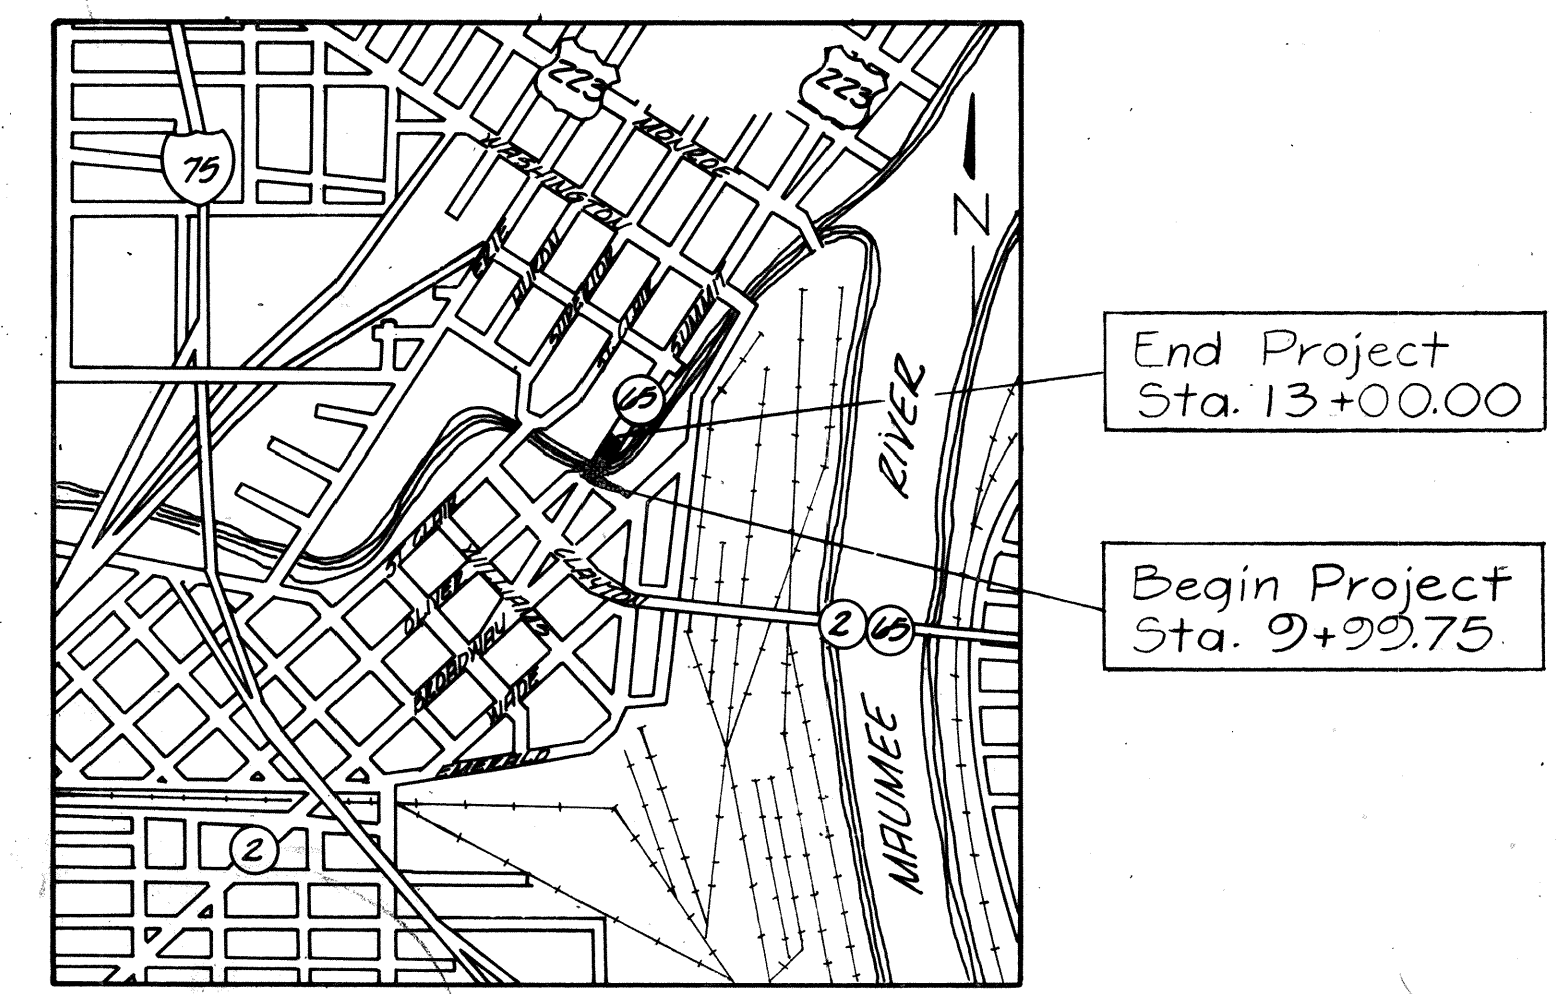 223
223
MONROE
WASHINGTON
75
N
ERIE
HURON
SUPERIOR
ST. CLAIR
SUMMIT
65
End Project
Sta. 13+00.00
RIVER
ST. CLAIR
WILLIAMS
CLAYTON
OLIVER
BROADWAY
WADE
EMERALD
2
65
Begin Project
Sta. 9+99.75
MAUMEE
2